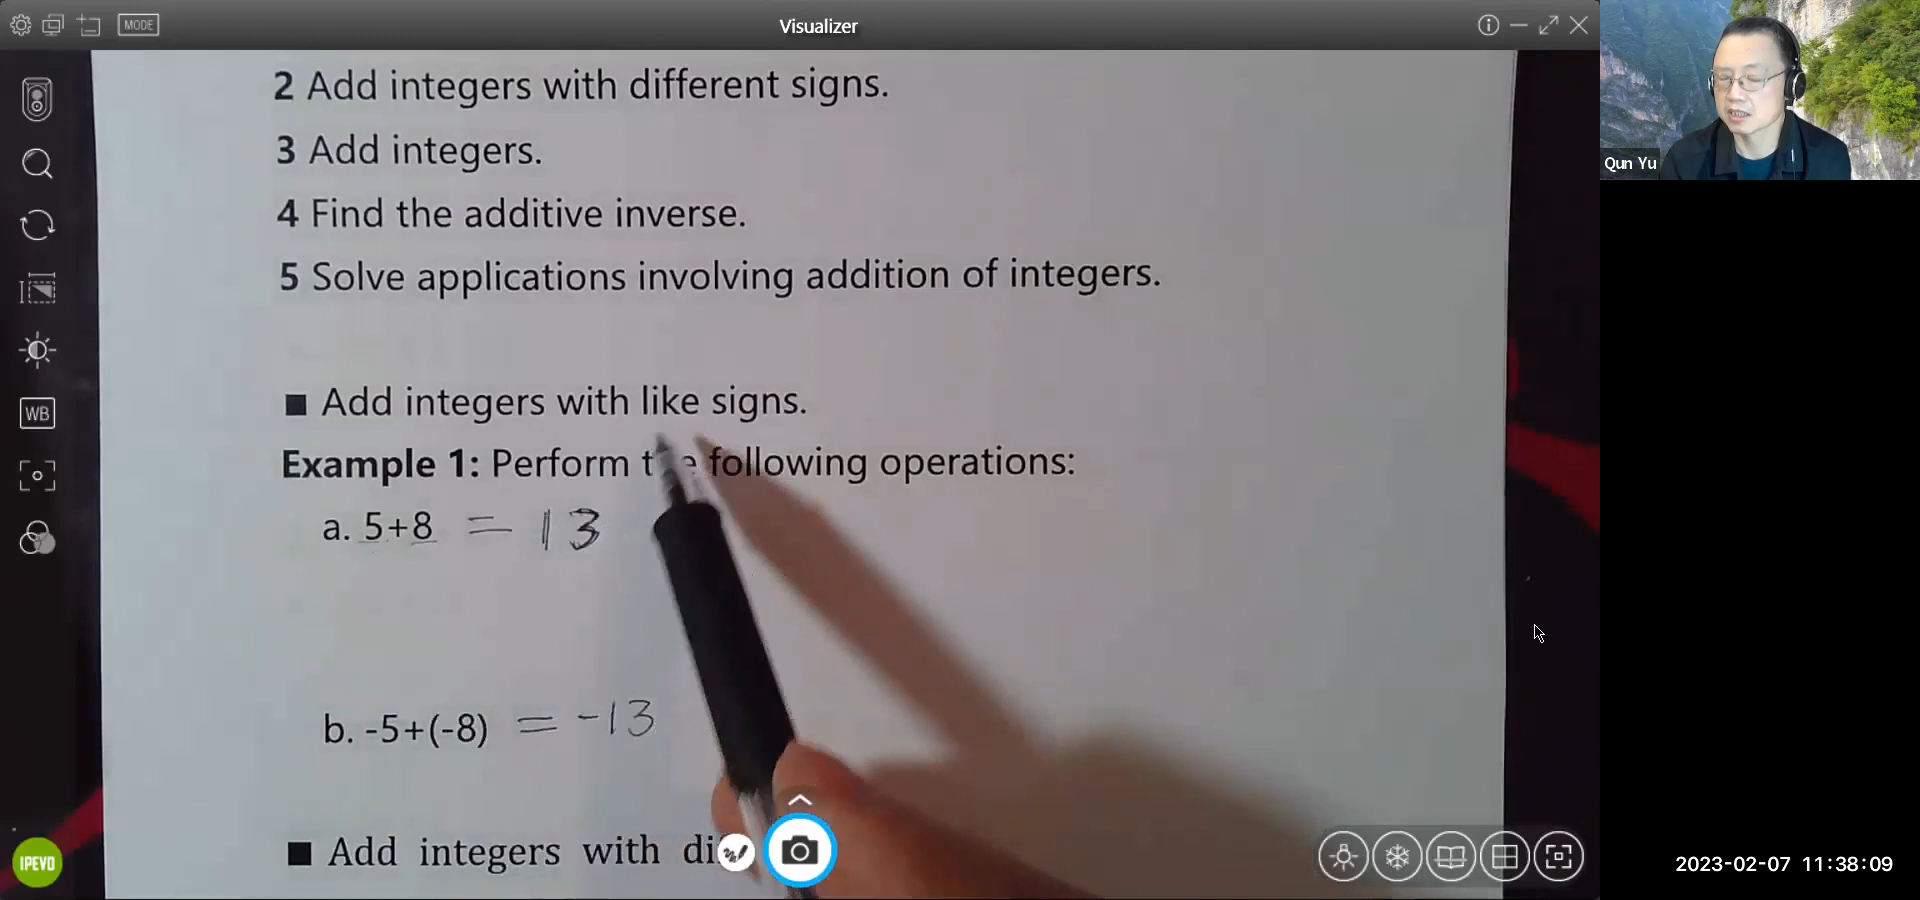 MODE
Visualizer
2 Add integers with different signs.
3 Add integers.
4 Find the additive inverse.
5 Solve applications involving addition of integers.
■ Add integers with like signs.
Example 1: Perform the following operations:
a. 5+8 = 13
b. -5+(-8) = -13
■ Add integers with
WB
IPEVO
Qun Yu
2023-02-07 11:38:09